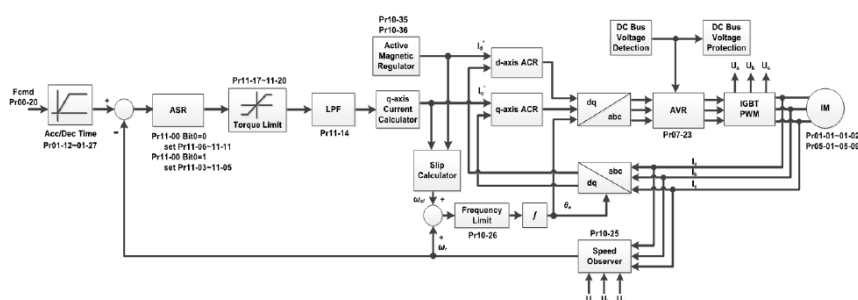 Pr10-35
Pr10-36
Active
Magnetic
Regulator
DC Bus
Voltage
Detection
DC Bus
Voltage
Protection
Fcmd
Pr00-20
Acc/Dec Time
Pr01-12~01-27
+
-
ASR
Pr11-00 Bit0=0
set Pr11-06~11-11
Pr11-00 Bit0=1
set Pr11-03~11-05
Pr11-17~11-20
Torque Limit
LPF
Pr11-14
q-axis
Current
Calculator
d-axis ACR
q-axis ACR
dq
abc
AVR
Pr07-23
IGBT
PWM
IM
Pr01-01~01-02
Pr05-01~05-09
Slip
Calculator
+
+
ωr
Frequency
Limit
Pr10-26
∫
θe
abc
dq
Pr10-25
Speed
Observer